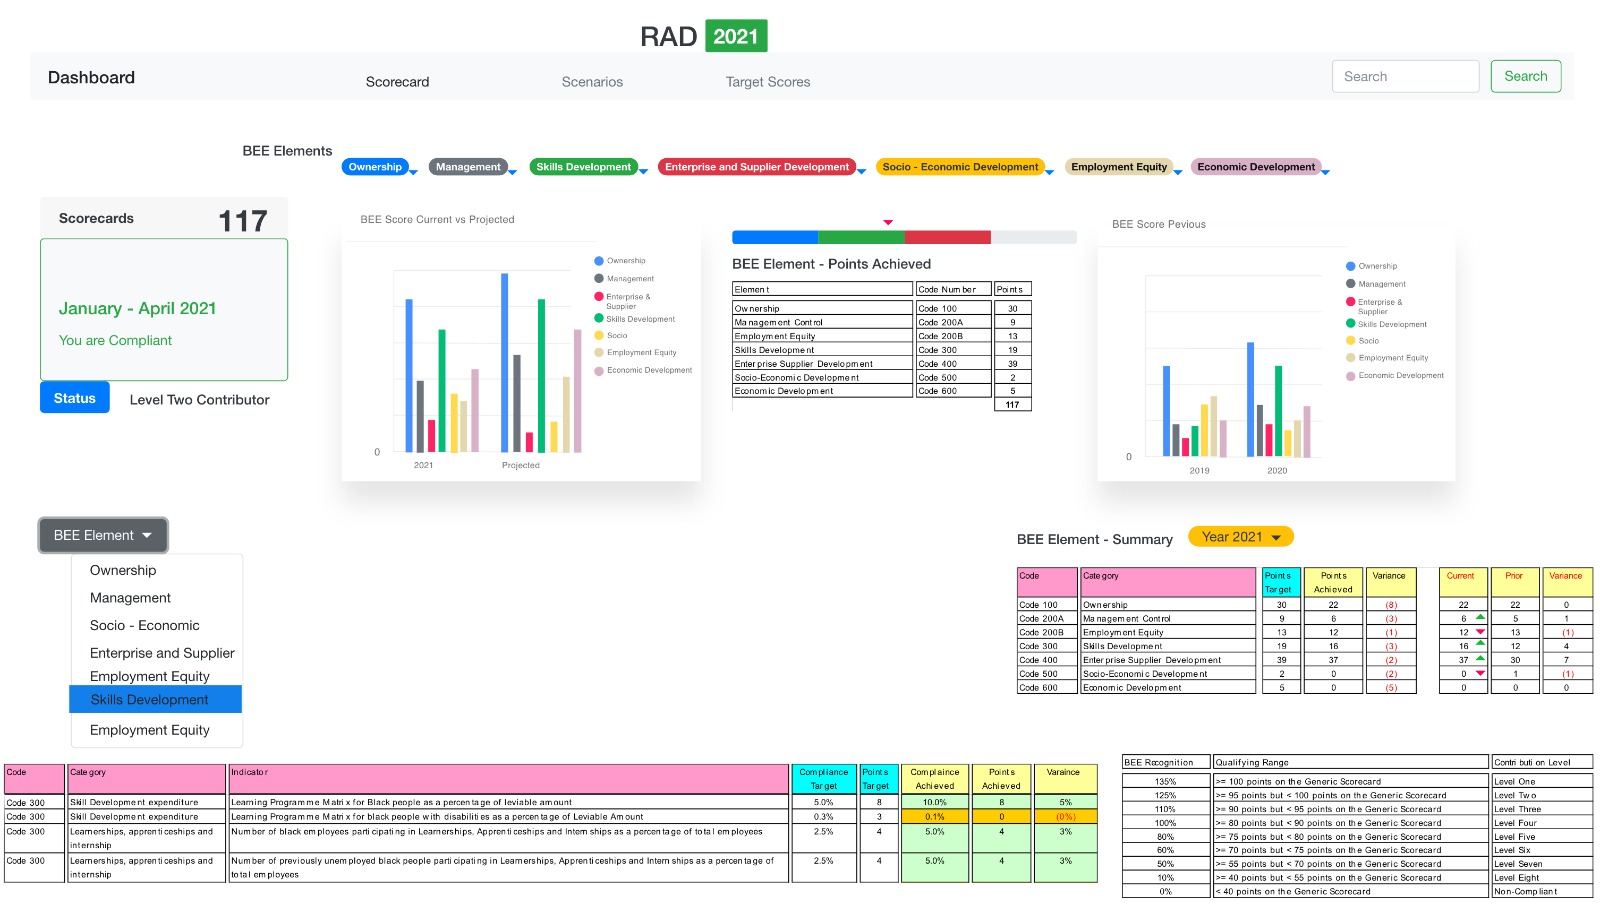 RAD 2021
Dashboard Scorecard Scenarios Target Scores Search Search
BEE Elements Ownership Management Skills Development Enterprise and Supplier Development Socio - Economic Development Employment Equity Economic Development
Scorecards 117
January - April 2021
You are Compliant
Status Level Two Contributor
BEE Score Current vs Projected
Ownership
Management
Enterprise &
Supplier
Skills Development
Socio
Employment Equity
Economic Development
0
2021 Projected
BEE Element - Points Achieved
Element Code Number Points
Ownership Code 100 30
Management Control Code 200A 9
Employment Equity Code 200B 13
Skills Development Code 300 19
Enterprise Supplier Development Code 400 39
Socio-Economic Development Code 500 2
Economic Development Code 600 5
117
BEE Score Pevious
Ownership
Management
Enterprise &
Supplier
Skills Development
Socio
Employment Equity
Economic Development
0
2019 2020
BEE Element
Ownership
Management
Socio - Economic
Enterprise and Supplier
Employment Equity
Skills Development
Employment Equity
BEE Element - Summary Year 2021
Code Category Points Target Points Achieved Variance Current Prior Variance
Code 100 Ownership 30 22 (8) 22 22 0
Code 200A Management Control 9 6 (3) 6 5 1
Code 200B Employment Equity 13 12 (1) 12 13 (1)
Code 300 Skills Development 19 16 (3) 16 12 4
Code 400 Enterprise Supplier Development 39 37 (2) 37 30 7
Code 500 Socio-Economic Development 2 0 (2) 0 1 (1)
Code 600 Economic Development 5 0 (5) 0 0 0
Code Category Indicator Compliance Target Points Target Complaince Achieved Points Achieved Varaince
Code 300 Skill Development expenditure Learning Programme Matrix for Black people as a percentage of leviable amount 5.0% 8 10.0% 8 5%
Code 300 Skill Development expenditure Learning Programme Matrix for black people with disabilities as a percentage of Leviable Amount 0.3% 3 0.1% 0 (0%)
Code 300 Learnerships, apprenticeships and internship Number of black employees participating in Learnerships, Apprenticeships and Internships as a percentage of total employees 2.5% 4 5.0% 4 3%
Code 300 Learnerships, apprenticeships and internship Number of previously unemployed black people participating in Learnerships, Apprenticeships and Internships as a percentage of total employees 2.5% 4 5.0% 4 3%
BEE Recognition Qualifying Range Contribution Level
135% >= 100 points on the Generic Scorecard Level One
125% >= 95 points but < 100 points on the Generic Scorecard Level Two
110% >= 90 points but < 95 points on the Generic Scorecard Level Three
100% >= 80 points but < 90 points on the Generic Scorecard Level Four
80% >= 75 points but < 80 points on the Generic Scorecard Level Five
60% >= 70 points but < 75 points on the Generic Scorecard Level Six
50% >= 55 points but < 70 points on the Generic Scorecard Level Seven
10% >= 40 points but < 55 points on the Generic Scorecard Level Eight
0% < 40 points on the Generic Scorecard Non-Compliant